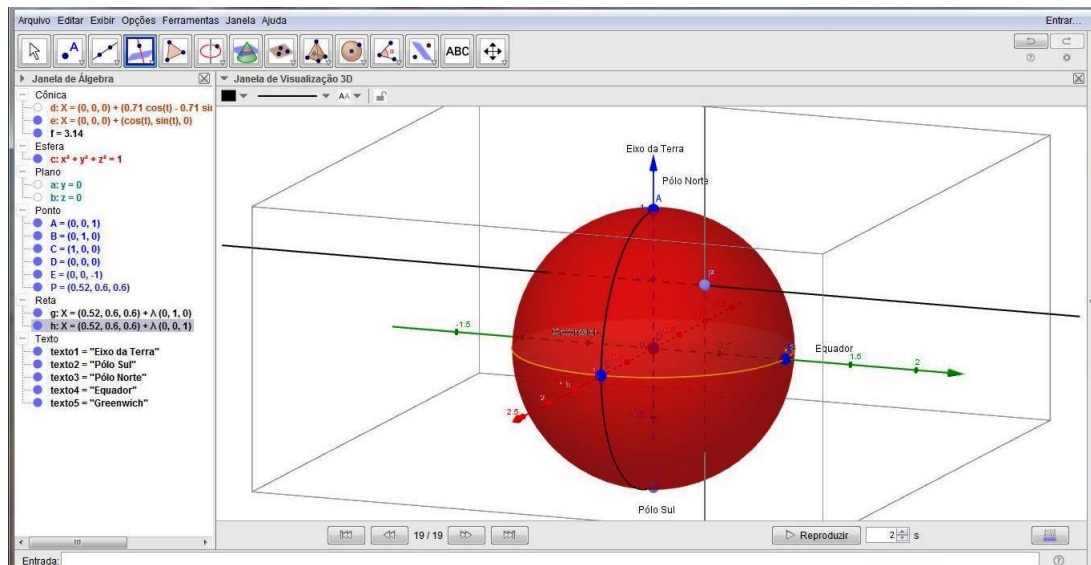 Arquivo Editar Exibir Opções Ferramentas Janela Ajuda
Entrar...
ABC
Janela de Álgebra
Cônica
d: X = (0, 0, 0) + (0.71 cos(t) - 0.71 si
e: X = (0, 0, 0) + (cos(t), sin(t), 0)
f = 3.14
Esfera
c: x² + y² + z² = 1
Plano
a: y = 0
b: z = 0
Ponto
A = (0, 0, 1)
B = (0, 1, 0)
C = (1, 0, 0)
D = (0, 0, 0)
E = (0, 0, -1)
P = (0.52, 0.6, 0.6)
Reta
g: X = (0.52, 0.6, 0.6) + λ (0, 1, 0)
h: X = (0.52, 0.6, 0.6) + λ (0, 0, 1)
Texto
texto1 = "Eixo da Terra"
texto2 = "Pólo Sul"
texto3 = "Pólo Norte"
texto4 = "Equador"
texto5 = "Greenwich"
Janela de Visualização 3D
AA
Eixo da Terra
Pólo Norte
A
-1.5
D
Equador
1.5
2
2.5
Pólo Sul
19 / 19
Reproduzir
2 s
Entrada: